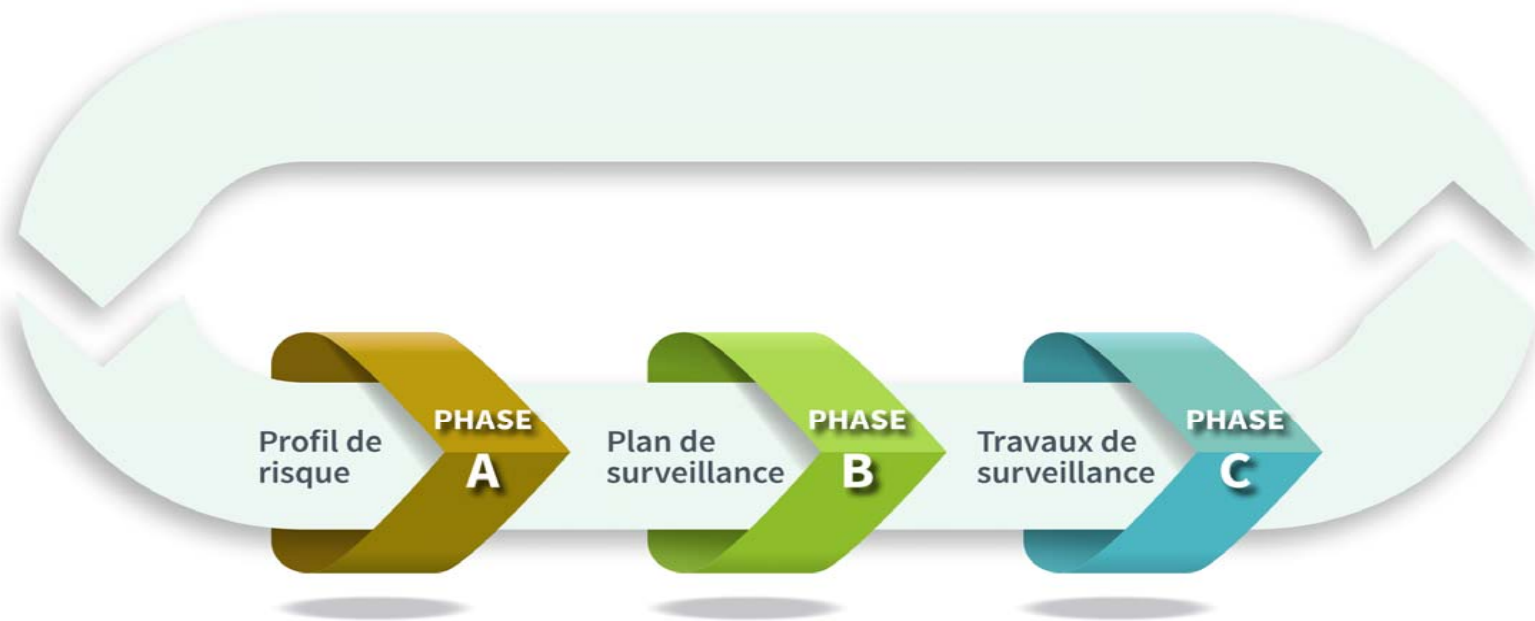 Profil de
risque
PHASE
A
Plan de
surveillance
PHASE
B
Travaux de
surveillance
PHASE
C